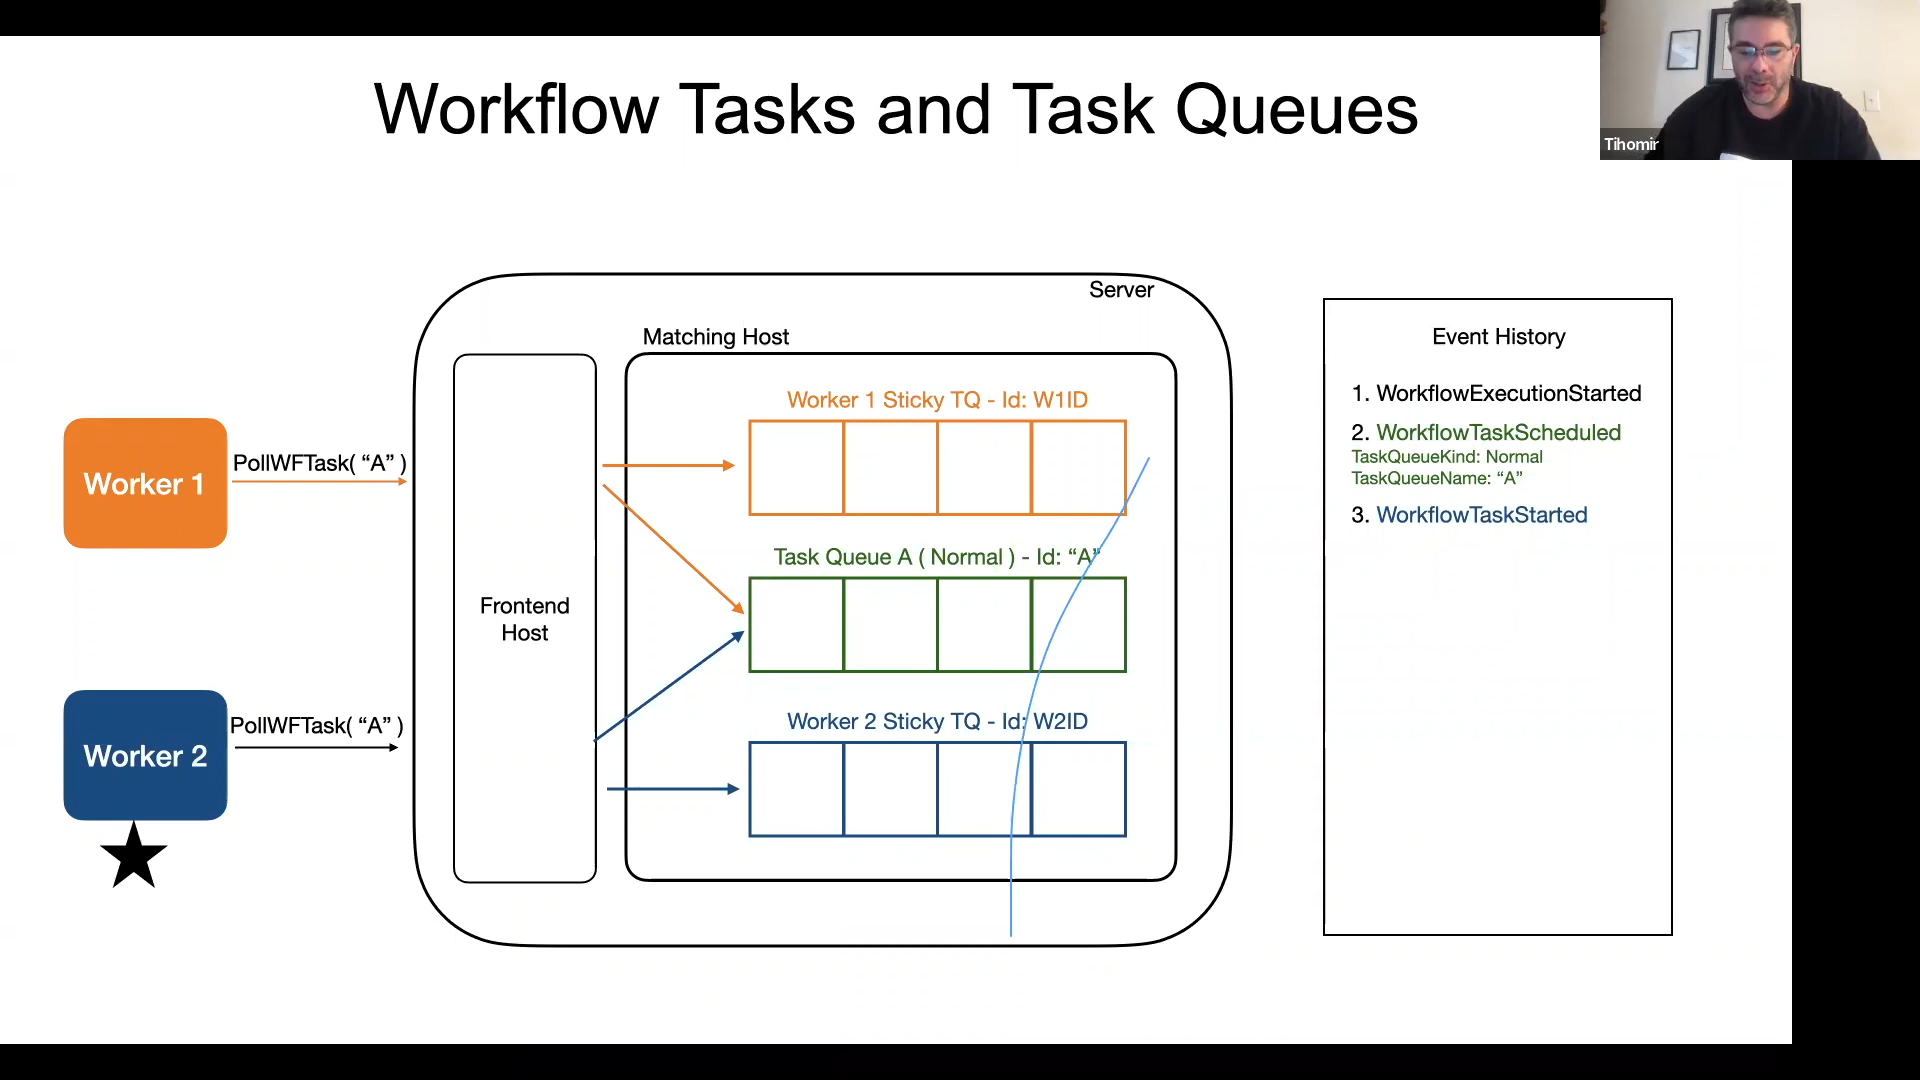 Workflow Tasks and Task Queues
Tihomir
Server
Matching Host
Event History
Worker 1 Sticky TQ - Id: W1ID
1. WorkflowExecutionStarted
2. WorkflowTaskScheduled
TaskQueueKind: Normal
TaskQueueName: “A”
3. WorkflowTaskStarted
Worker 1
PollWFTask( “A” )
Task Queue A ( Normal ) - Id: “A”
Frontend
Host
Worker 2 Sticky TQ - Id: W2ID
Worker 2
PollWFTask( “A” )